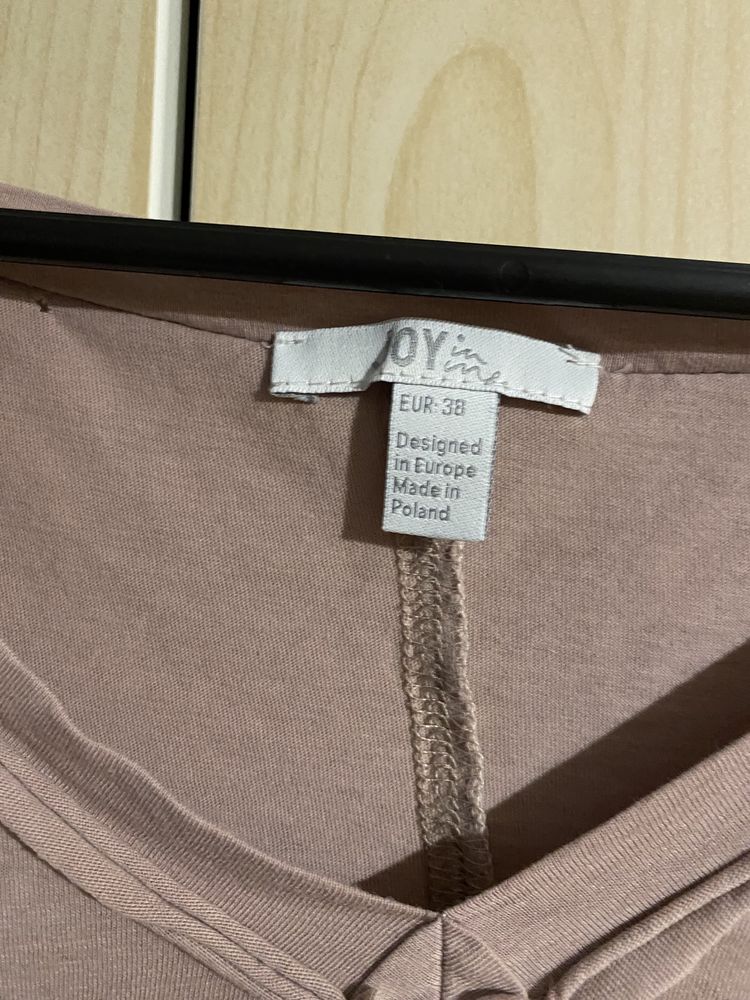 JOY in me
EUR: 38
Designed
in Europe
Made in
Poland